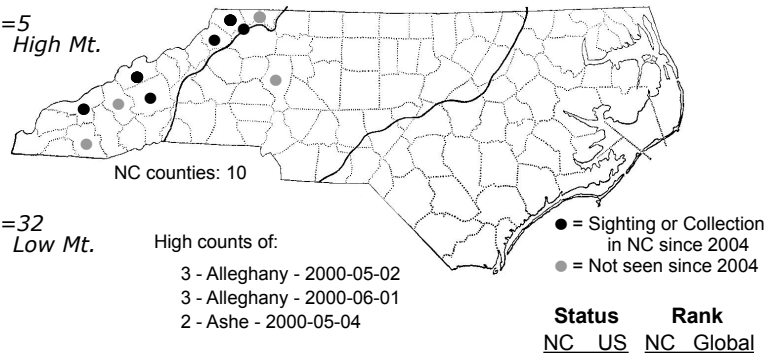 =5
High Mt.
NC counties: 10
=32
Low Mt.
High counts of:
3 - Alleghany - 2000-05-02
3 - Alleghany - 2000-06-01
2 - Ashe - 2000-05-04
= Sighting or Collection
in NC since 2004
= Not seen since 2004
Status Rank
NC US NC Global